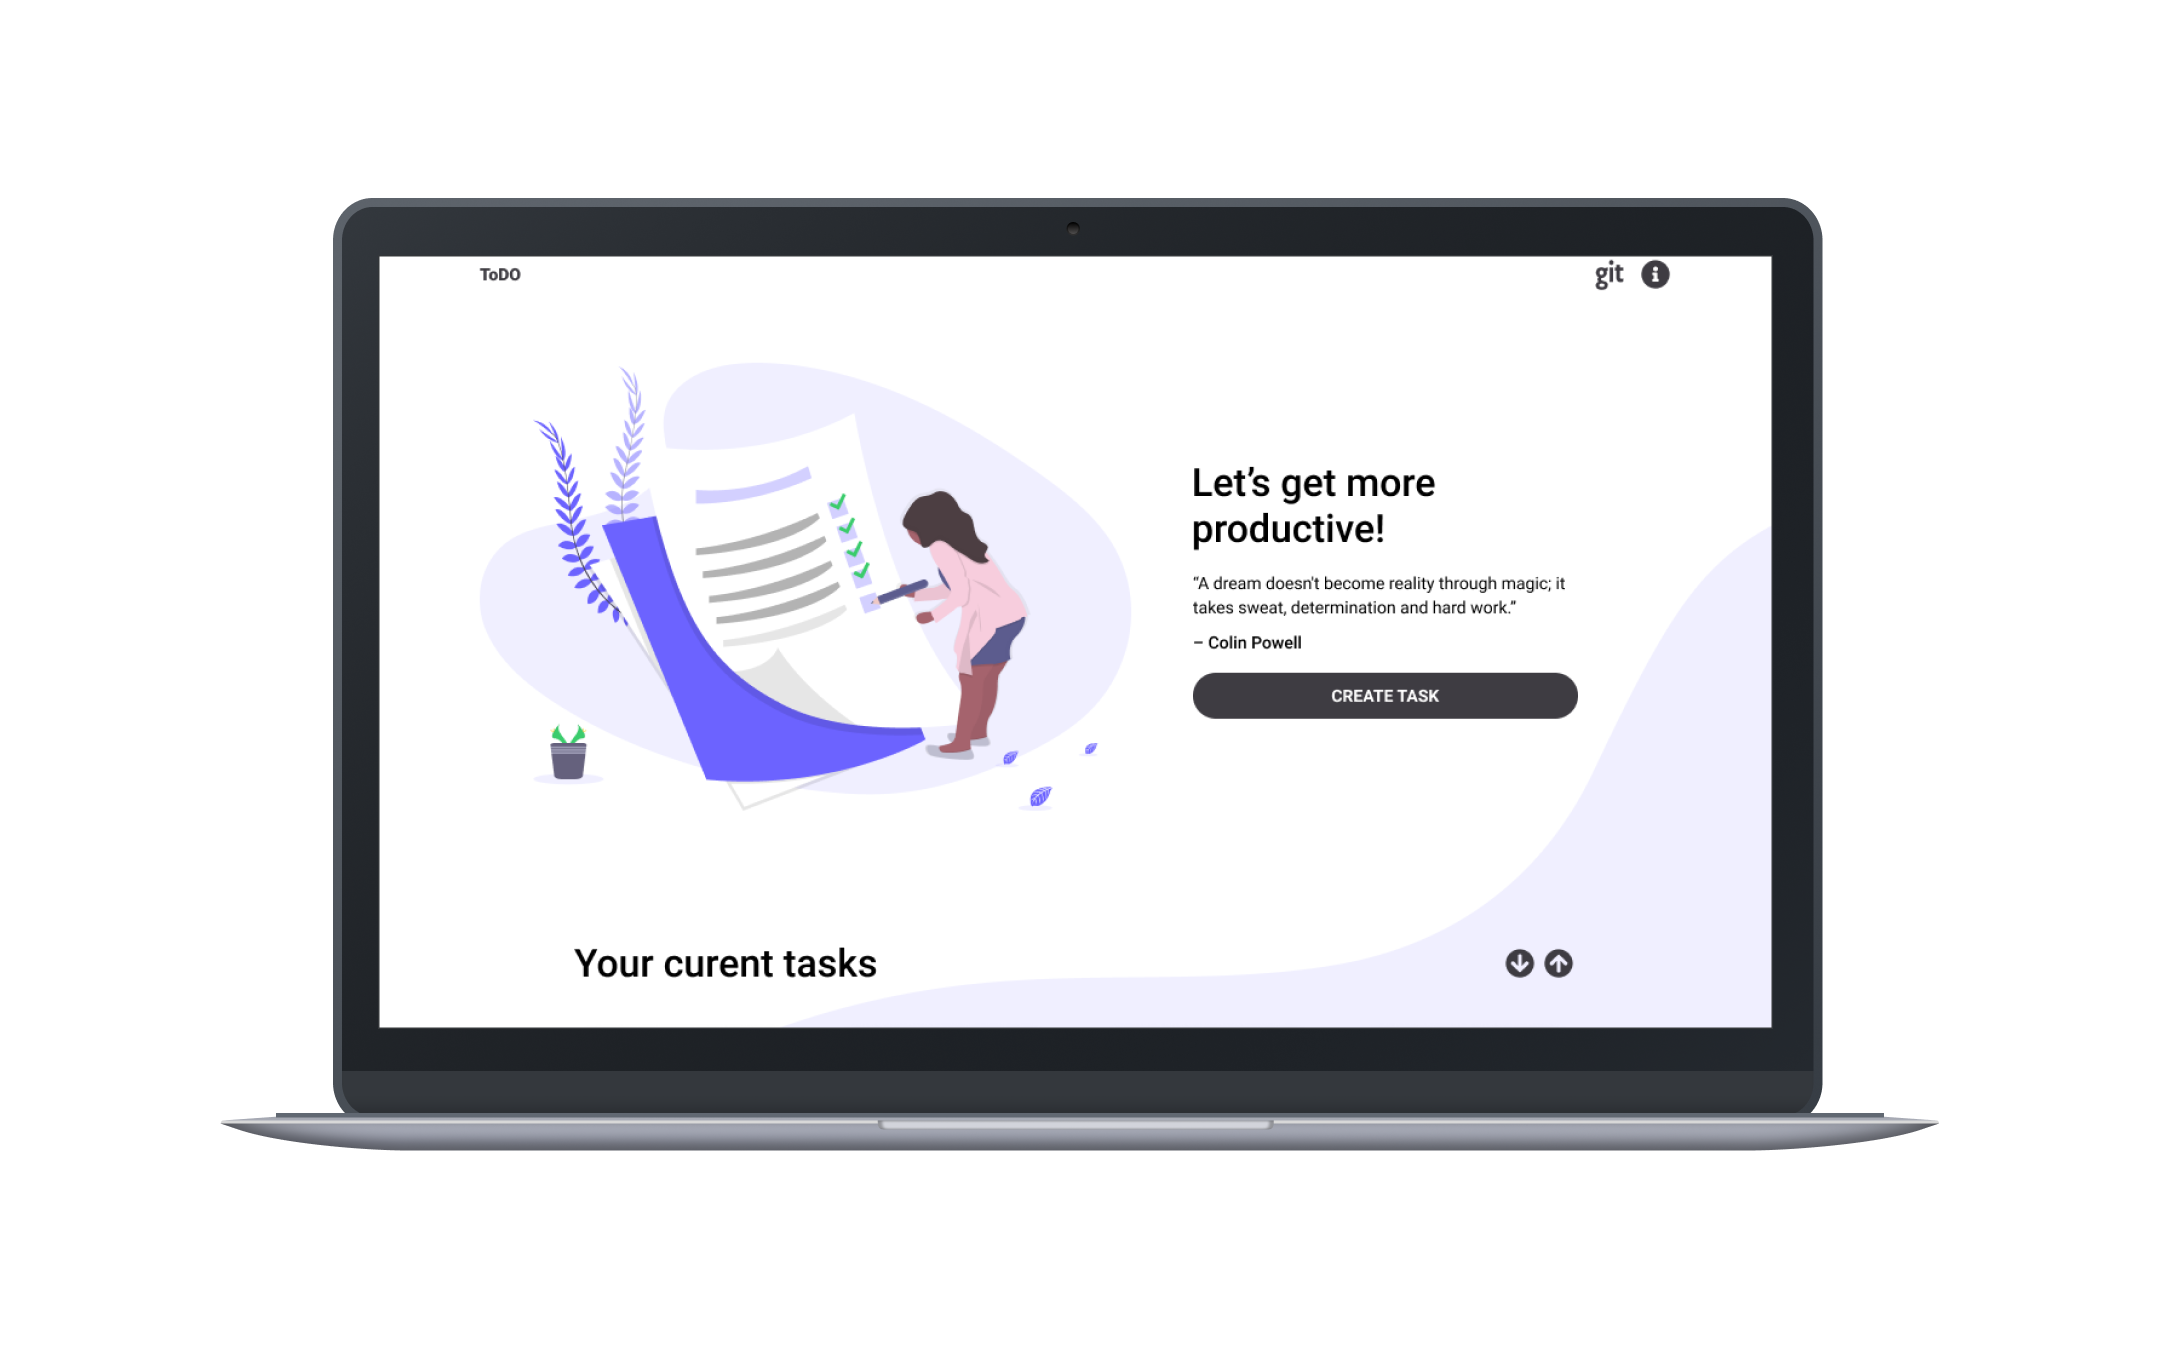 ToDO
git
Let’s get more
productive!
“A dream doesn't become reality through magic; it
takes sweat, determination and hard work.”
– Colin Powell
CREATE TASK
Your curent tasks